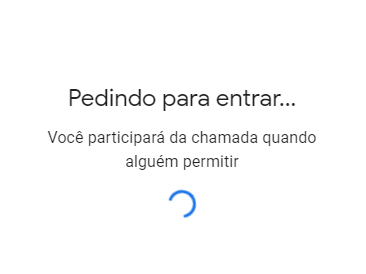 Pedindo para entrar...
Você participará da chamada quando
alguém permitir